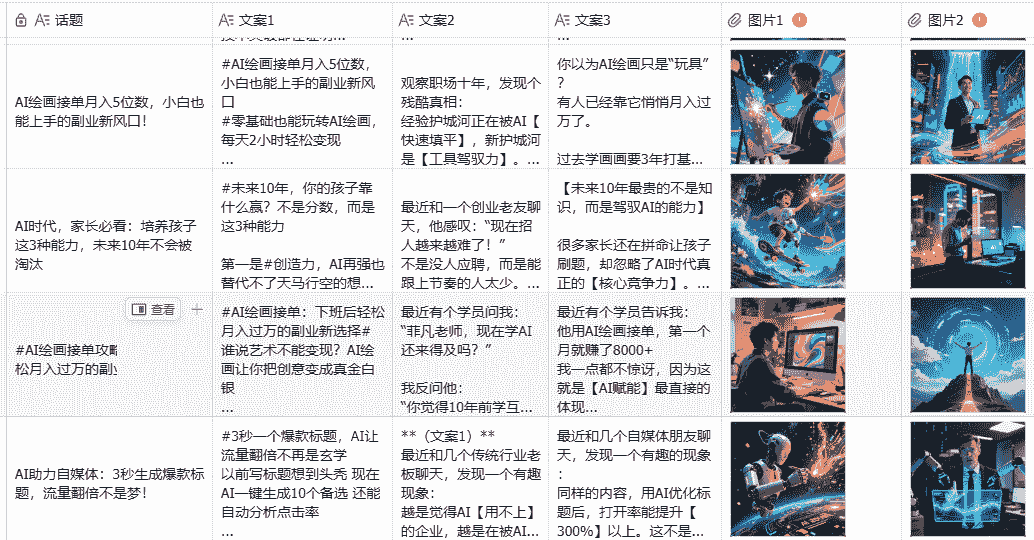 话题
文案1
文案2
文案3
图片1
图片2
...
...
AI绘画接单月入5位数，小白也
能上手的副业新风口！
#AI绘画接单月入5位数，
小白也能上手的副业新风
口
#零基础也能玩转AI绘画，
每天2小时轻松变现
...
观察职场十年，发现个
残酷真相：
经验护城河正在被AI【
快速填平】，新护城河
是【工具驾驭力】。...
你以为AI绘画只是“玩具”
？
有人已经靠它悄悄月入过
万了。
过去学画画要3年打基...
AI时代，家长必看：培养孩子
这3种能力，未来10年不会被
淘汰
#未来10年，你的孩子靠
什么赢？不是分数，而是
这3种能力
第一是#创造力，AI再强也
替代不了天马行空的想...
最近和一个创业老友聊
天，他感叹：“现在招
人越来越难了！”
不是没人应聘，而是能
跟上节奏的人太少。...
【未来10年最贵的不是知
识，而是驾驭AI的能力】
很多家长还在拼命让孩子
刷题，却忽略了AI时代真
正的【核心竞争力】。...
查看
#AI绘画接单攻略
松月入过万的副业
#AI绘画接单：下班后轻松
月入过万的副业新选择#
谁说艺术不能变现？AI绘
画让你把创意变成真金白
银
...
最近有个学员问我：
“菲凡老师，现在学AI
还来得及吗？”
我反问他：
“你觉得10年前学互...
最近有个学员告诉我：
他用AI绘画接单，第一个
月就赚了8000+
我一点都不惊讶，因为这
就是【AI赋能】最直接的
体现...
AI助力自媒体：3秒生成爆款标
题，流量翻倍不是梦！
#3秒一个爆款标题，AI让
流量翻倍不再是玄学
以前写标题想到头秃 现在
AI一键生成10个备选 还能
自动分析点击率
...
**（文案1）**
最近和几个传统行业老
板聊天，发现一个有趣
现象：
越是觉得AI【用不上】
的企业，越是在被AI...
最近和几个自媒体朋友聊
天，发现一个有趣的现象
：
同样的内容，用AI优化标
题后，打开率能提升【
300%】以上。这不是...